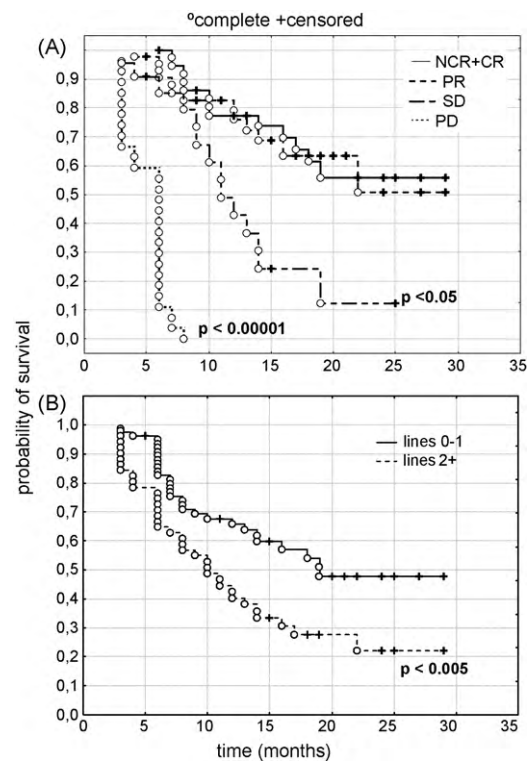 °complete +censored
(A)
NCR+CR
PR
SD
PD
0,9
0,8
0,7
0,6
0,5
0,4
0,3
0,2
0,1
0,0
p <0.05
p < 0.00001
0 5 10 15 20 25 30 35
probability of survival
(B)
lines 0-1
lines 2+
1,0
0,9
0,8
0,7
0,6
0,5
0,4
0,3
0,2
0,1
0,0
p < 0.005
0 5 10 15 20 25 30 35
time (months)